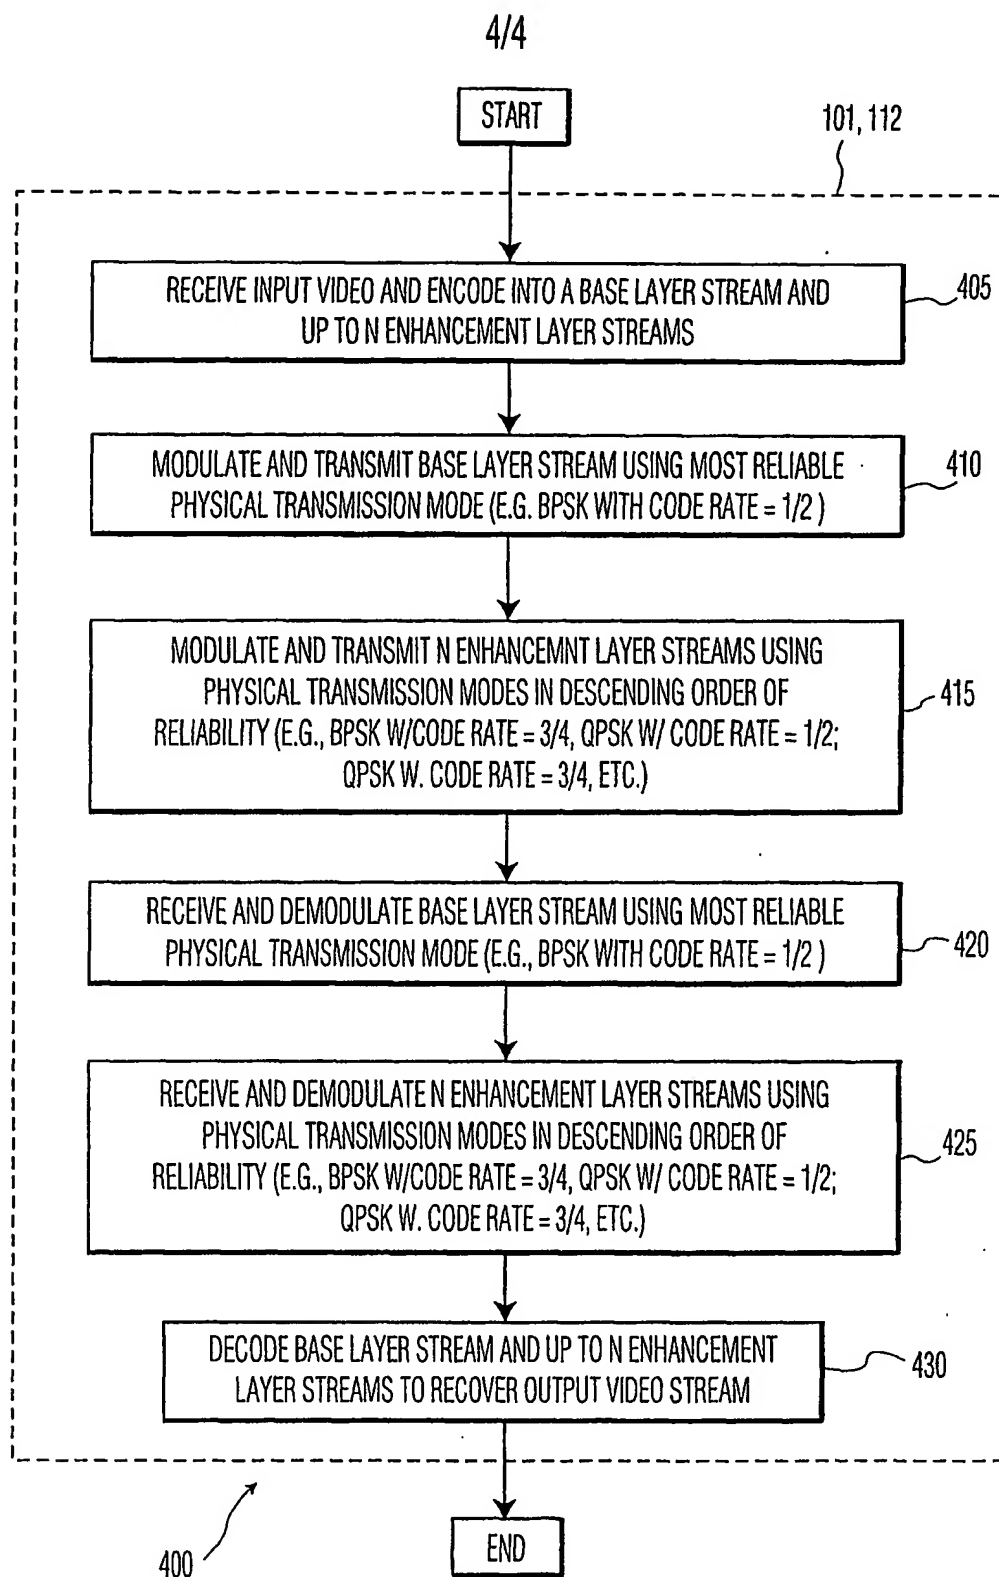 4/4
START
101, 112
RECEIVE INPUT VIDEO AND ENCODE INTO A BASE LAYER STREAM AND
UP TO N ENHANCEMENT LAYER STREAMS
405
MODULATE AND TRANSMIT BASE LAYER STREAM USING MOST RELIABLE
PHYSICAL TRANSMISSION MODE (E.G. BPSK WITH CODE RATE = 1/2 )
410
MODULATE AND TRANSMIT N ENHANCEMNT LAYER STREAMS USING
PHYSICAL TRANSMISSION MODES IN DESCENDING ORDER OF
RELIABILITY (E.G., BPSK W/CODE RATE = 3/4, QPSK W/ CODE RATE = 1/2;
QPSK W. CODE RATE = 3/4, ETC.)
415
RECEIVE AND DEMODULATE BASE LAYER STREAM USING MOST RELIABLE
PHYSICAL TRANSMISSION MODE (E.G., BPSK WITH CODE RATE = 1/2 )
420
RECEIVE AND DEMODULATE N ENHANCEMENT LAYER STREAMS USING
PHYSICAL TRANSMISSION MODES IN DESCENDING ORDER OF
RELIABILITY (E.G., BPSK W/CODE RATE = 3/4, QPSK W/ CODE RATE = 1/2;
QPSK W. CODE RATE = 3/4, ETC.)
425
DECODE BASE LAYER STREAM AND UP TO N ENHANCEMENT
LAYER STREAMS TO RECOVER OUTPUT VIDEO STREAM
430
400
END